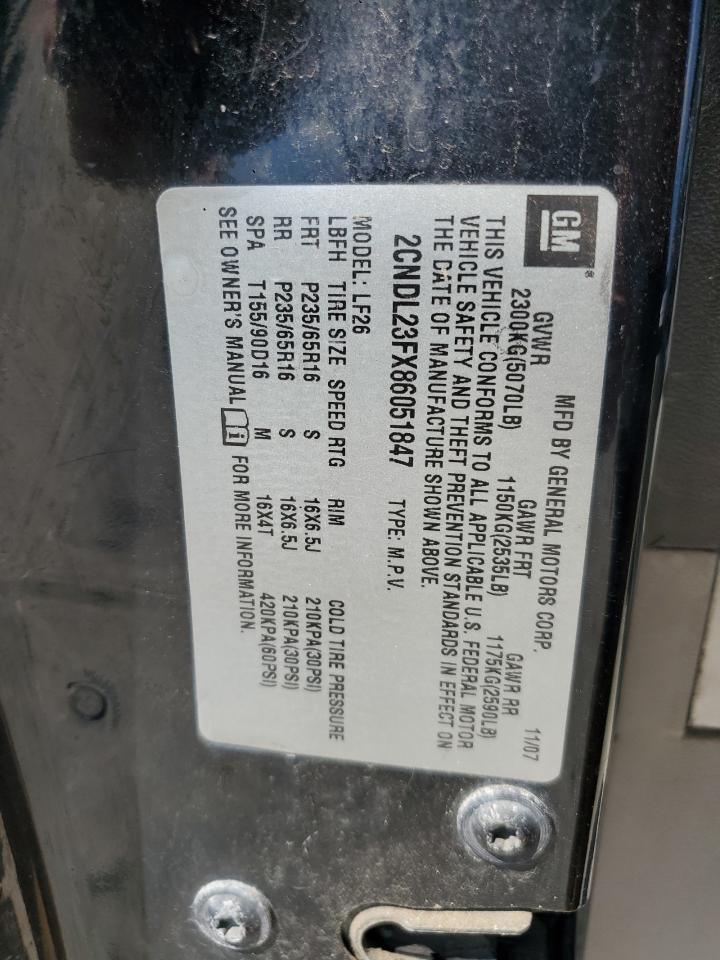 GM®
MFD BY GENERAL MOTORS CORP. 11/07
GVWR GAWR FRT GAWR RR
2300KG(5070LB) 1150KG(2535LB) 1175KG(2590LB)
THIS VEHICLE CONFORMS TO ALL APPLICABLE U.S. FEDERAL MOTOR
VEHICLE SAFETY AND THEFT PREVENTION STANDARDS IN EFFECT ON
THE DATE OF MANUFACTURE SHOWN ABOVE.
2CNDL23FX86051847 TYPE: M.P.V.
MODEL: LF26
LBFH TIRE SIZE SPEED RTG RIM COLD TIRE PRESSURE
FRT P235/65R16 S 16X6.5J 210KPA(30PSI)
RR P235/65R16 S 16X6.5J 210KPA(30PSI)
SPA T155/90D16 M 16X4T 420KPA(60PSI)
SEE OWNER'S MANUAL FOR MORE INFORMATION.